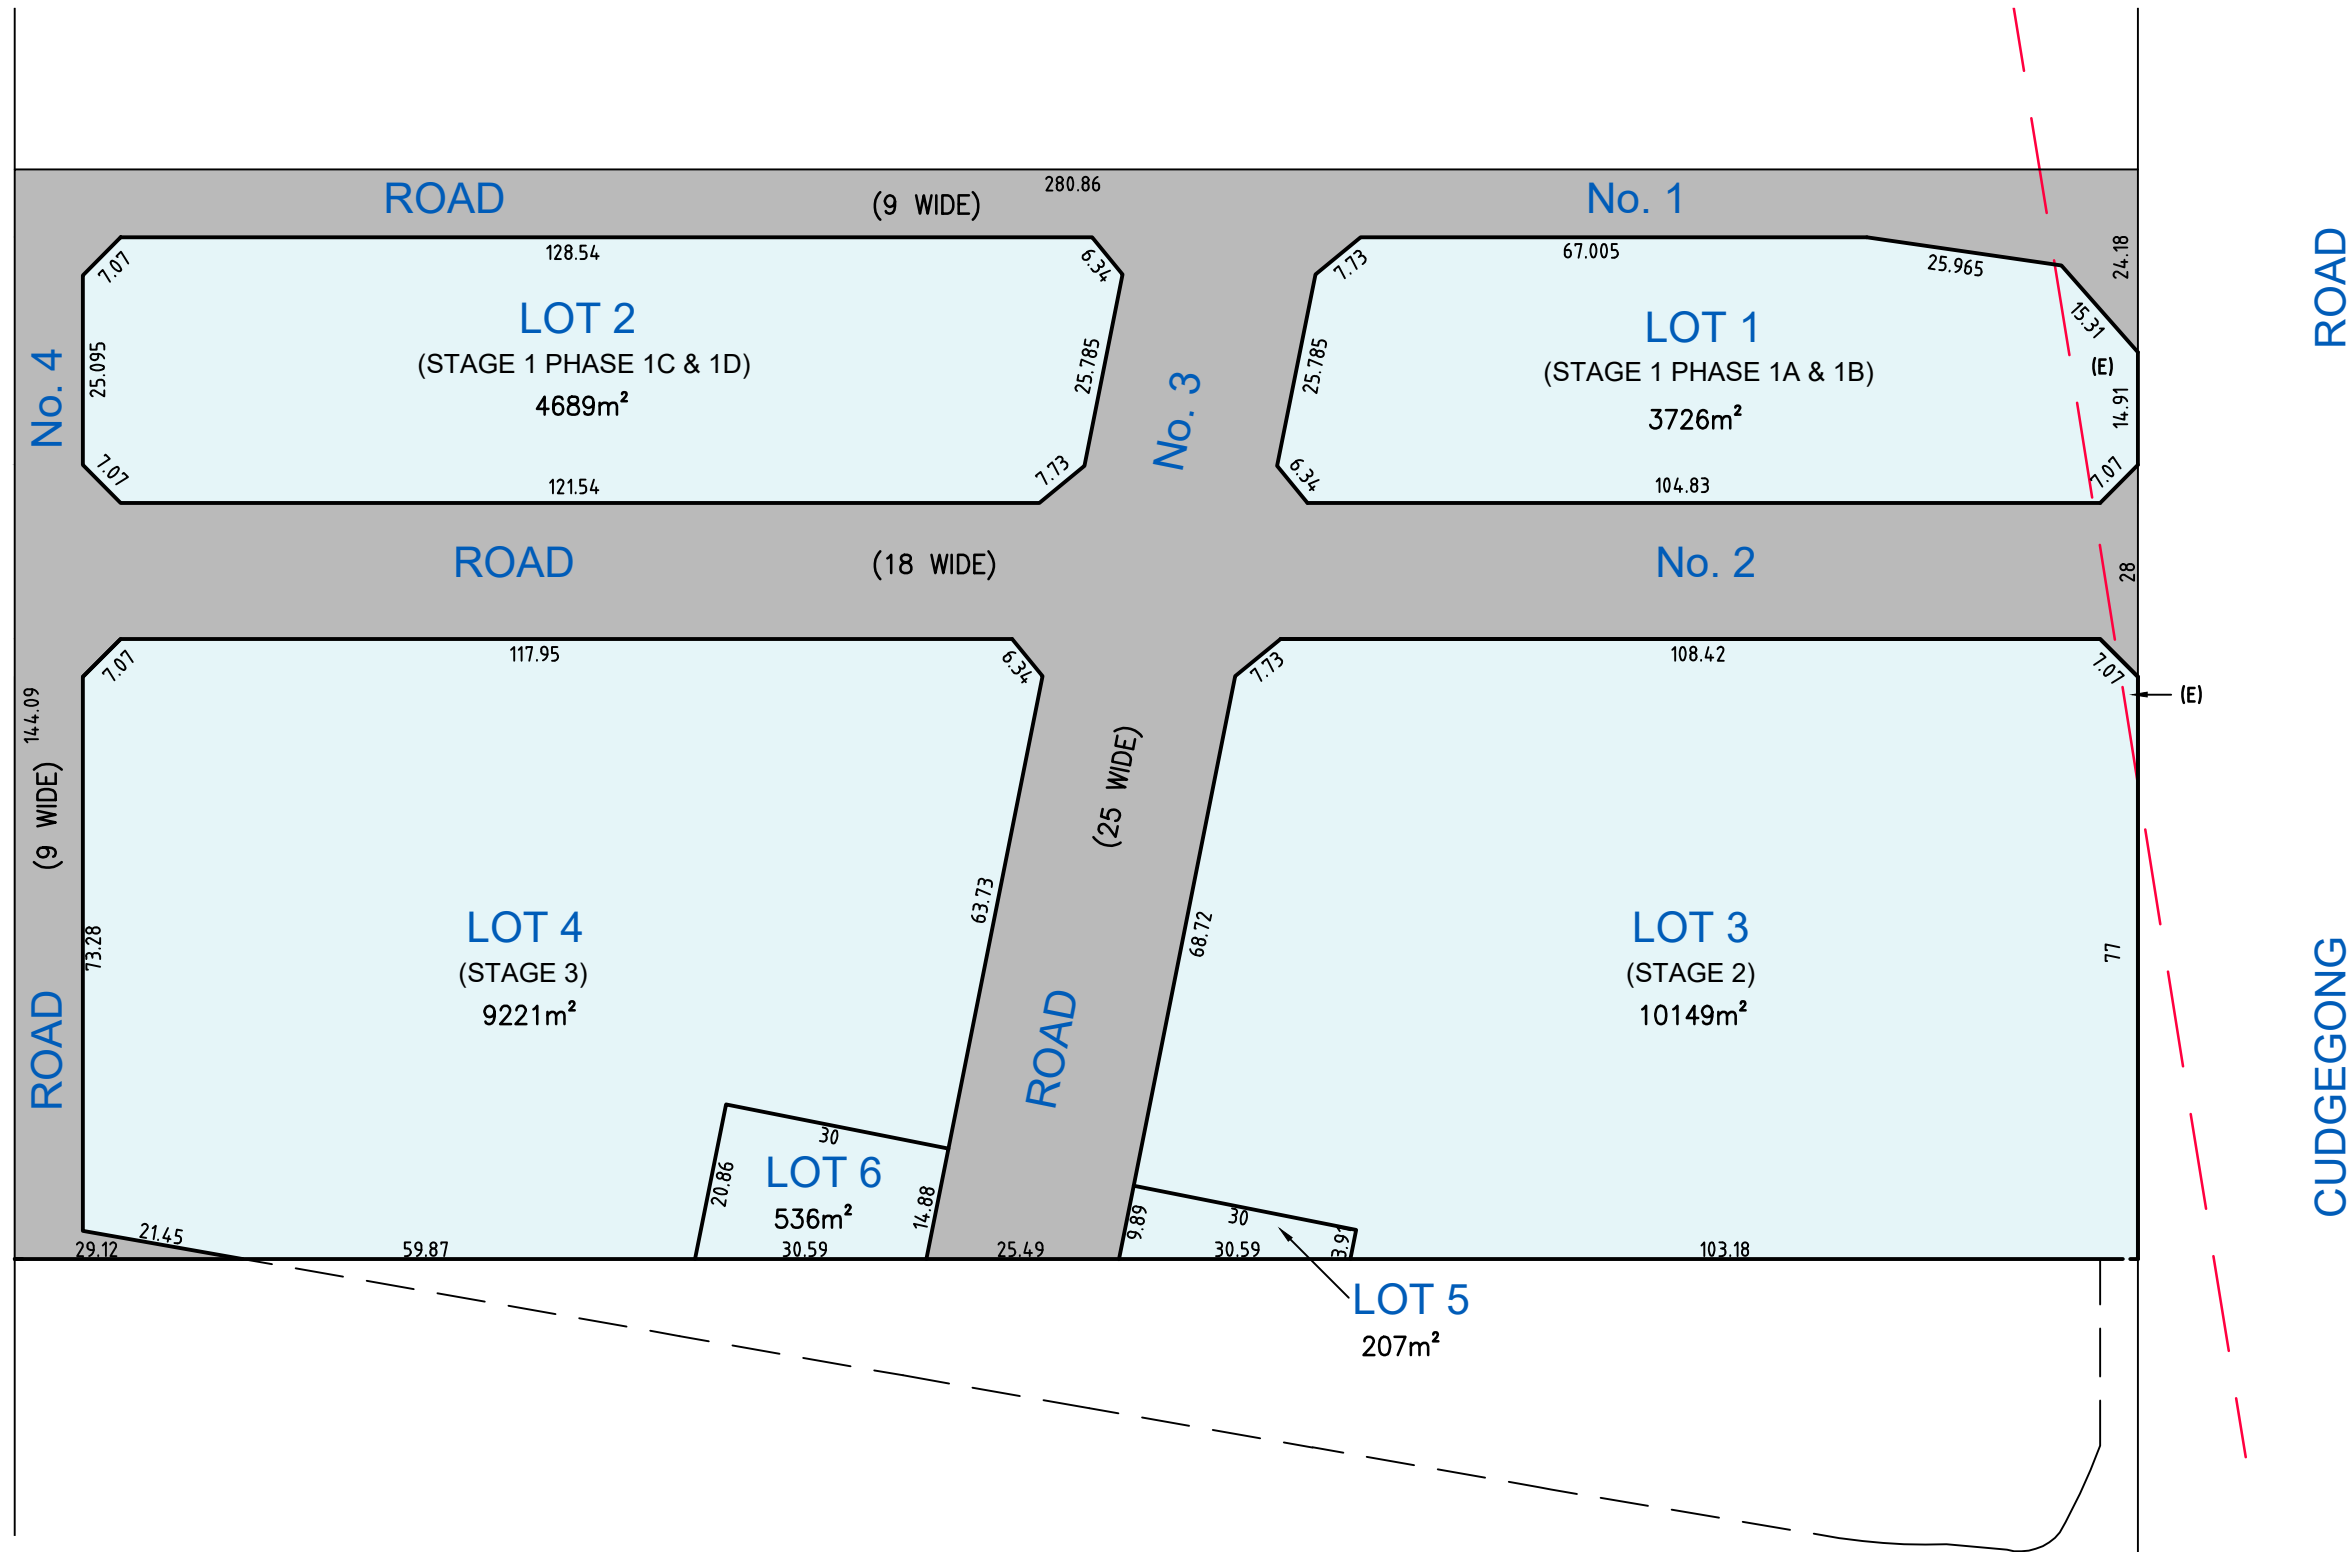 280.86
ROAD
(9 WIDE)
No. 1
ROAD
24.18
128.54
7.07
6.34
7.73
67.005
25.965
15.31
LOT 2
(STAGE 1 PHASE 1C & 1D)
4689m²
LOT 1
(STAGE 1 PHASE 1A & 1B)
3726m²
(E)
No. 4
25.095
25.785
No. 3
25.785
14.91
7.07
121.54
7.73
6.34
104.83
7.07
ROAD
(18 WIDE)
No. 2
28
117.95
7.07
6.34
7.73
108.42
7.07
(E)
144.09
(9 WIDE)
(25 WIDE)
73.28
LOT 4
(STAGE 3)
9221m²
63.73
68.72
LOT 3
(STAGE 2)
10149m²
77
CUDGEGONG
ROAD
ROAD
30
LOT 6
536m²
20.86
14.88
9.89
30
3.91
21.45
29.12
59.87
30.59
25.49
30.59
103.18
LOT 5
207m²